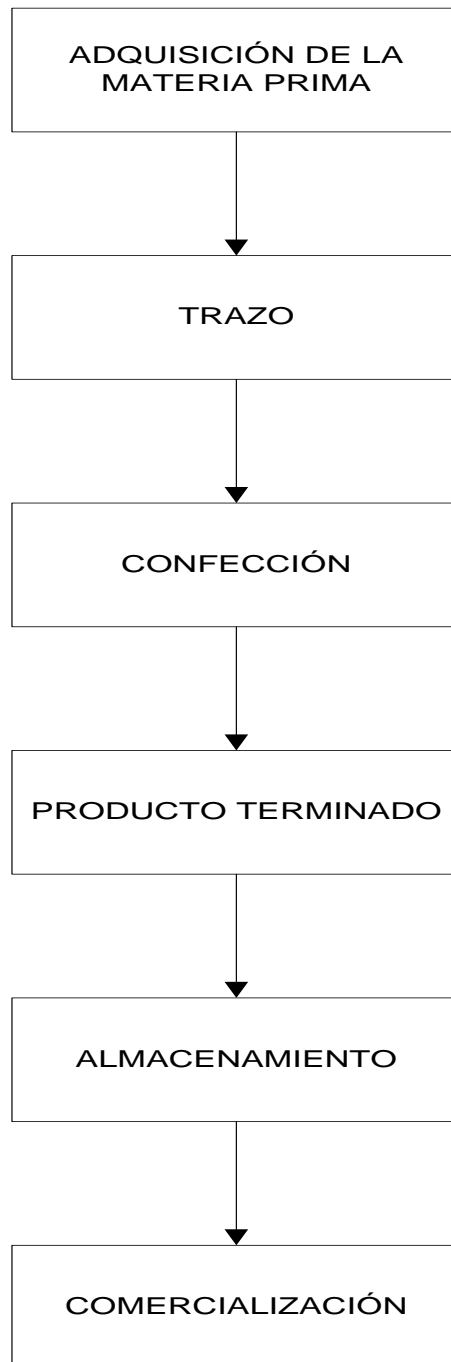 ADQUISICIÓN DE LA
MATERIA PRIMA
TRAZO
CONFECCIÓN
PRODUCTO TERMINADO
ALMACENAMIENTO
COMERCIALIZACIÓN